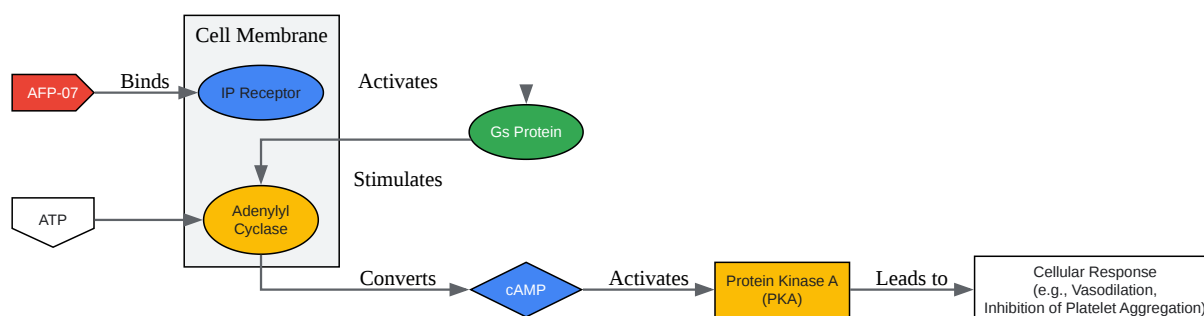 Cell Membrane
AFP-07
Binds
IP Receptor
Activates
Gs Protein
Stimulates
ATP
Adenylyl
Cyclase
Converts
cAMP
Activates
Protein Kinase A
(PKA)
Leads to
Cellular Response
(e.g., Vasodilation,
Inhibition of Platelet Aggregation)